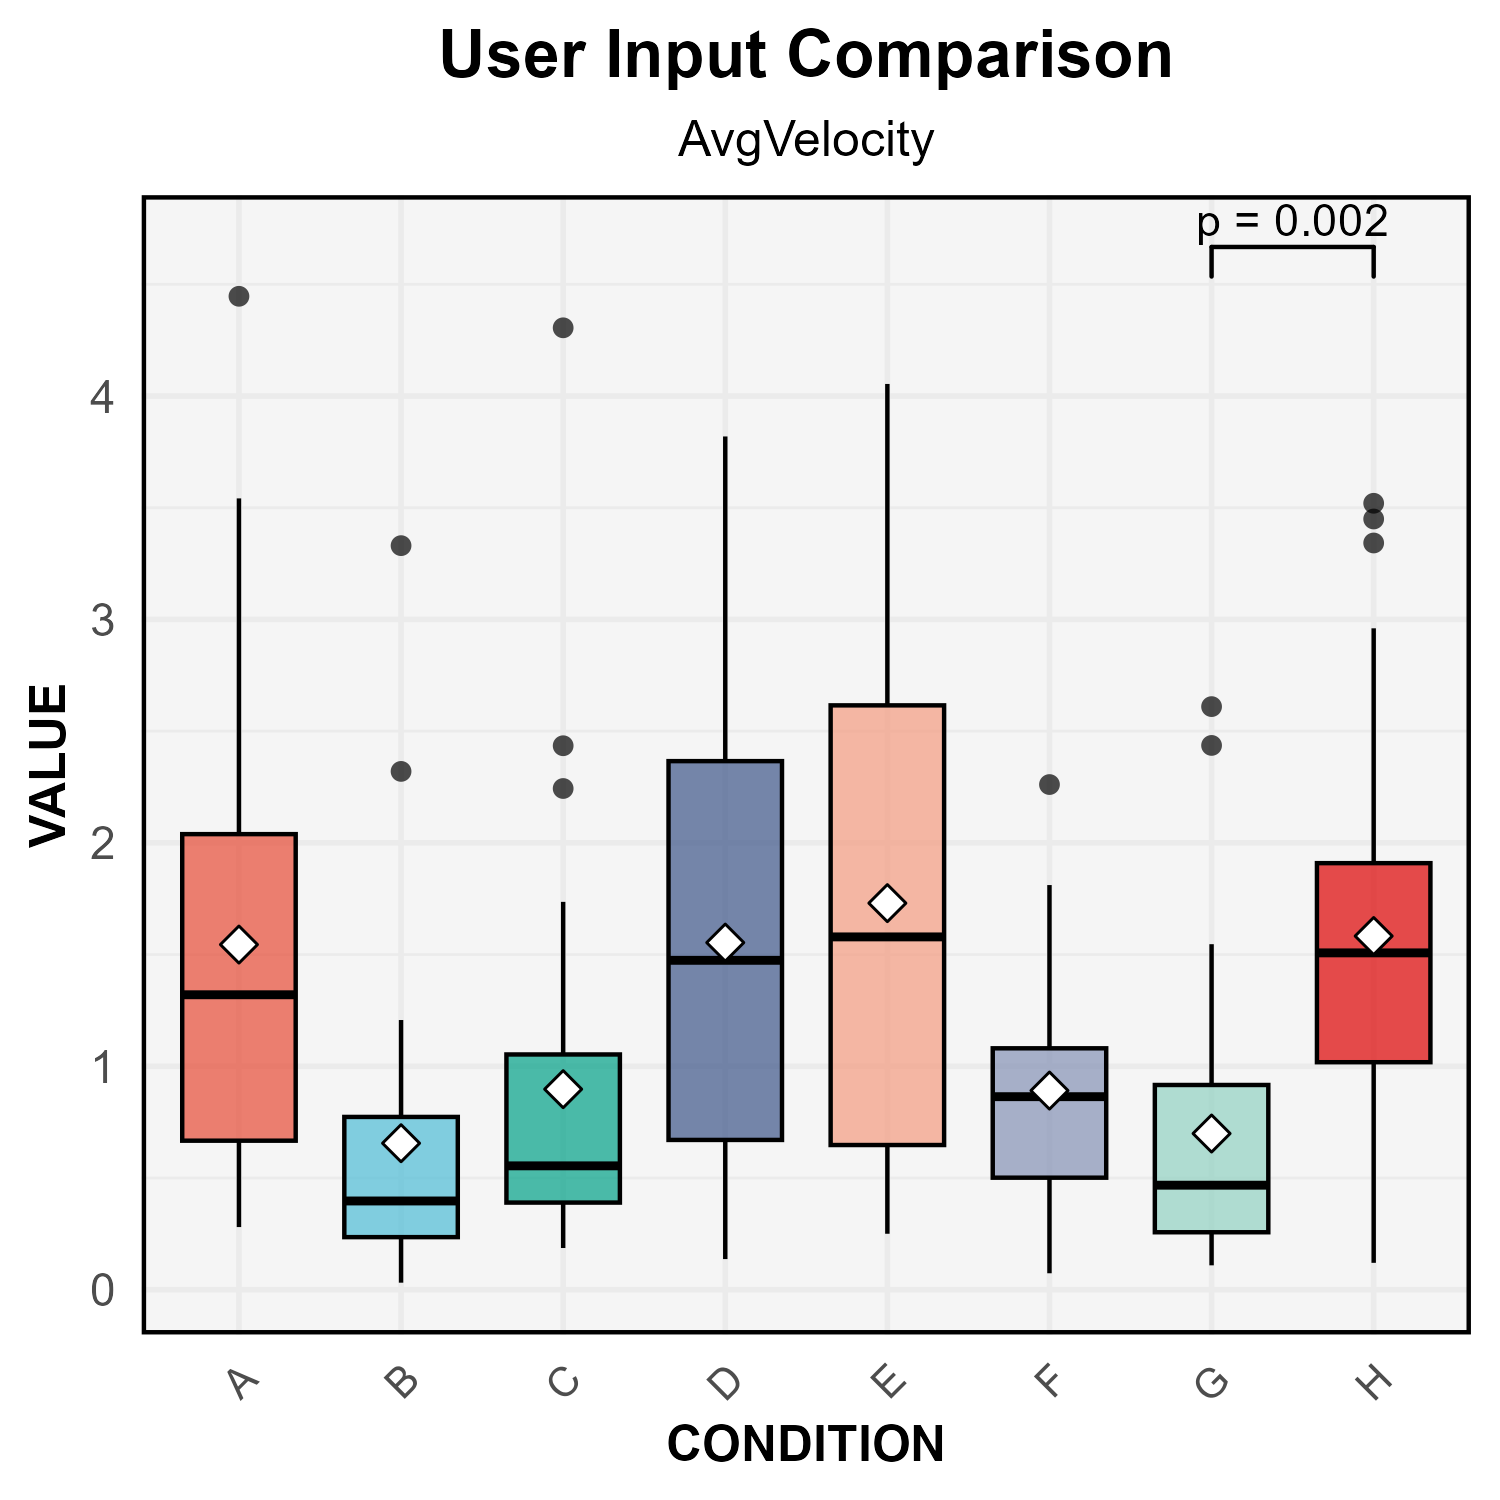 User Input Comparison
AvgVelocity
p = 0.002
VALUE
4
3
2
1
0
A B C D E F G H
CONDITION